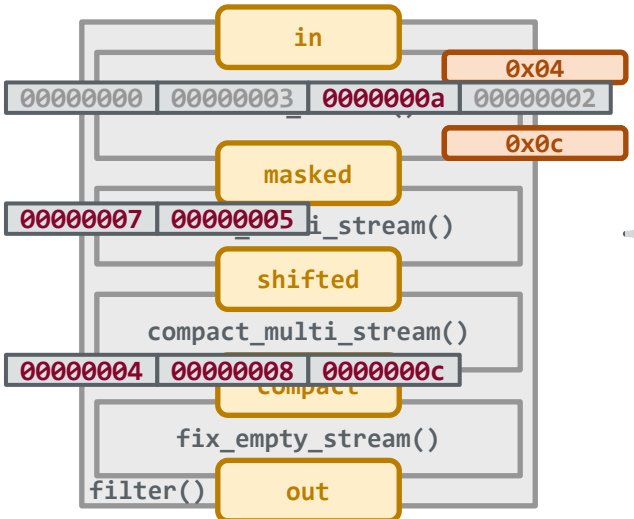 in
0x04
00000000 00000003 0000000a 00000002
0x0c
masked
00000007 00000005 i_stream()
shifted
compact_multi_stream()
00000004 00000008 0000000c
compact
fix_empty_stream()
filter() out